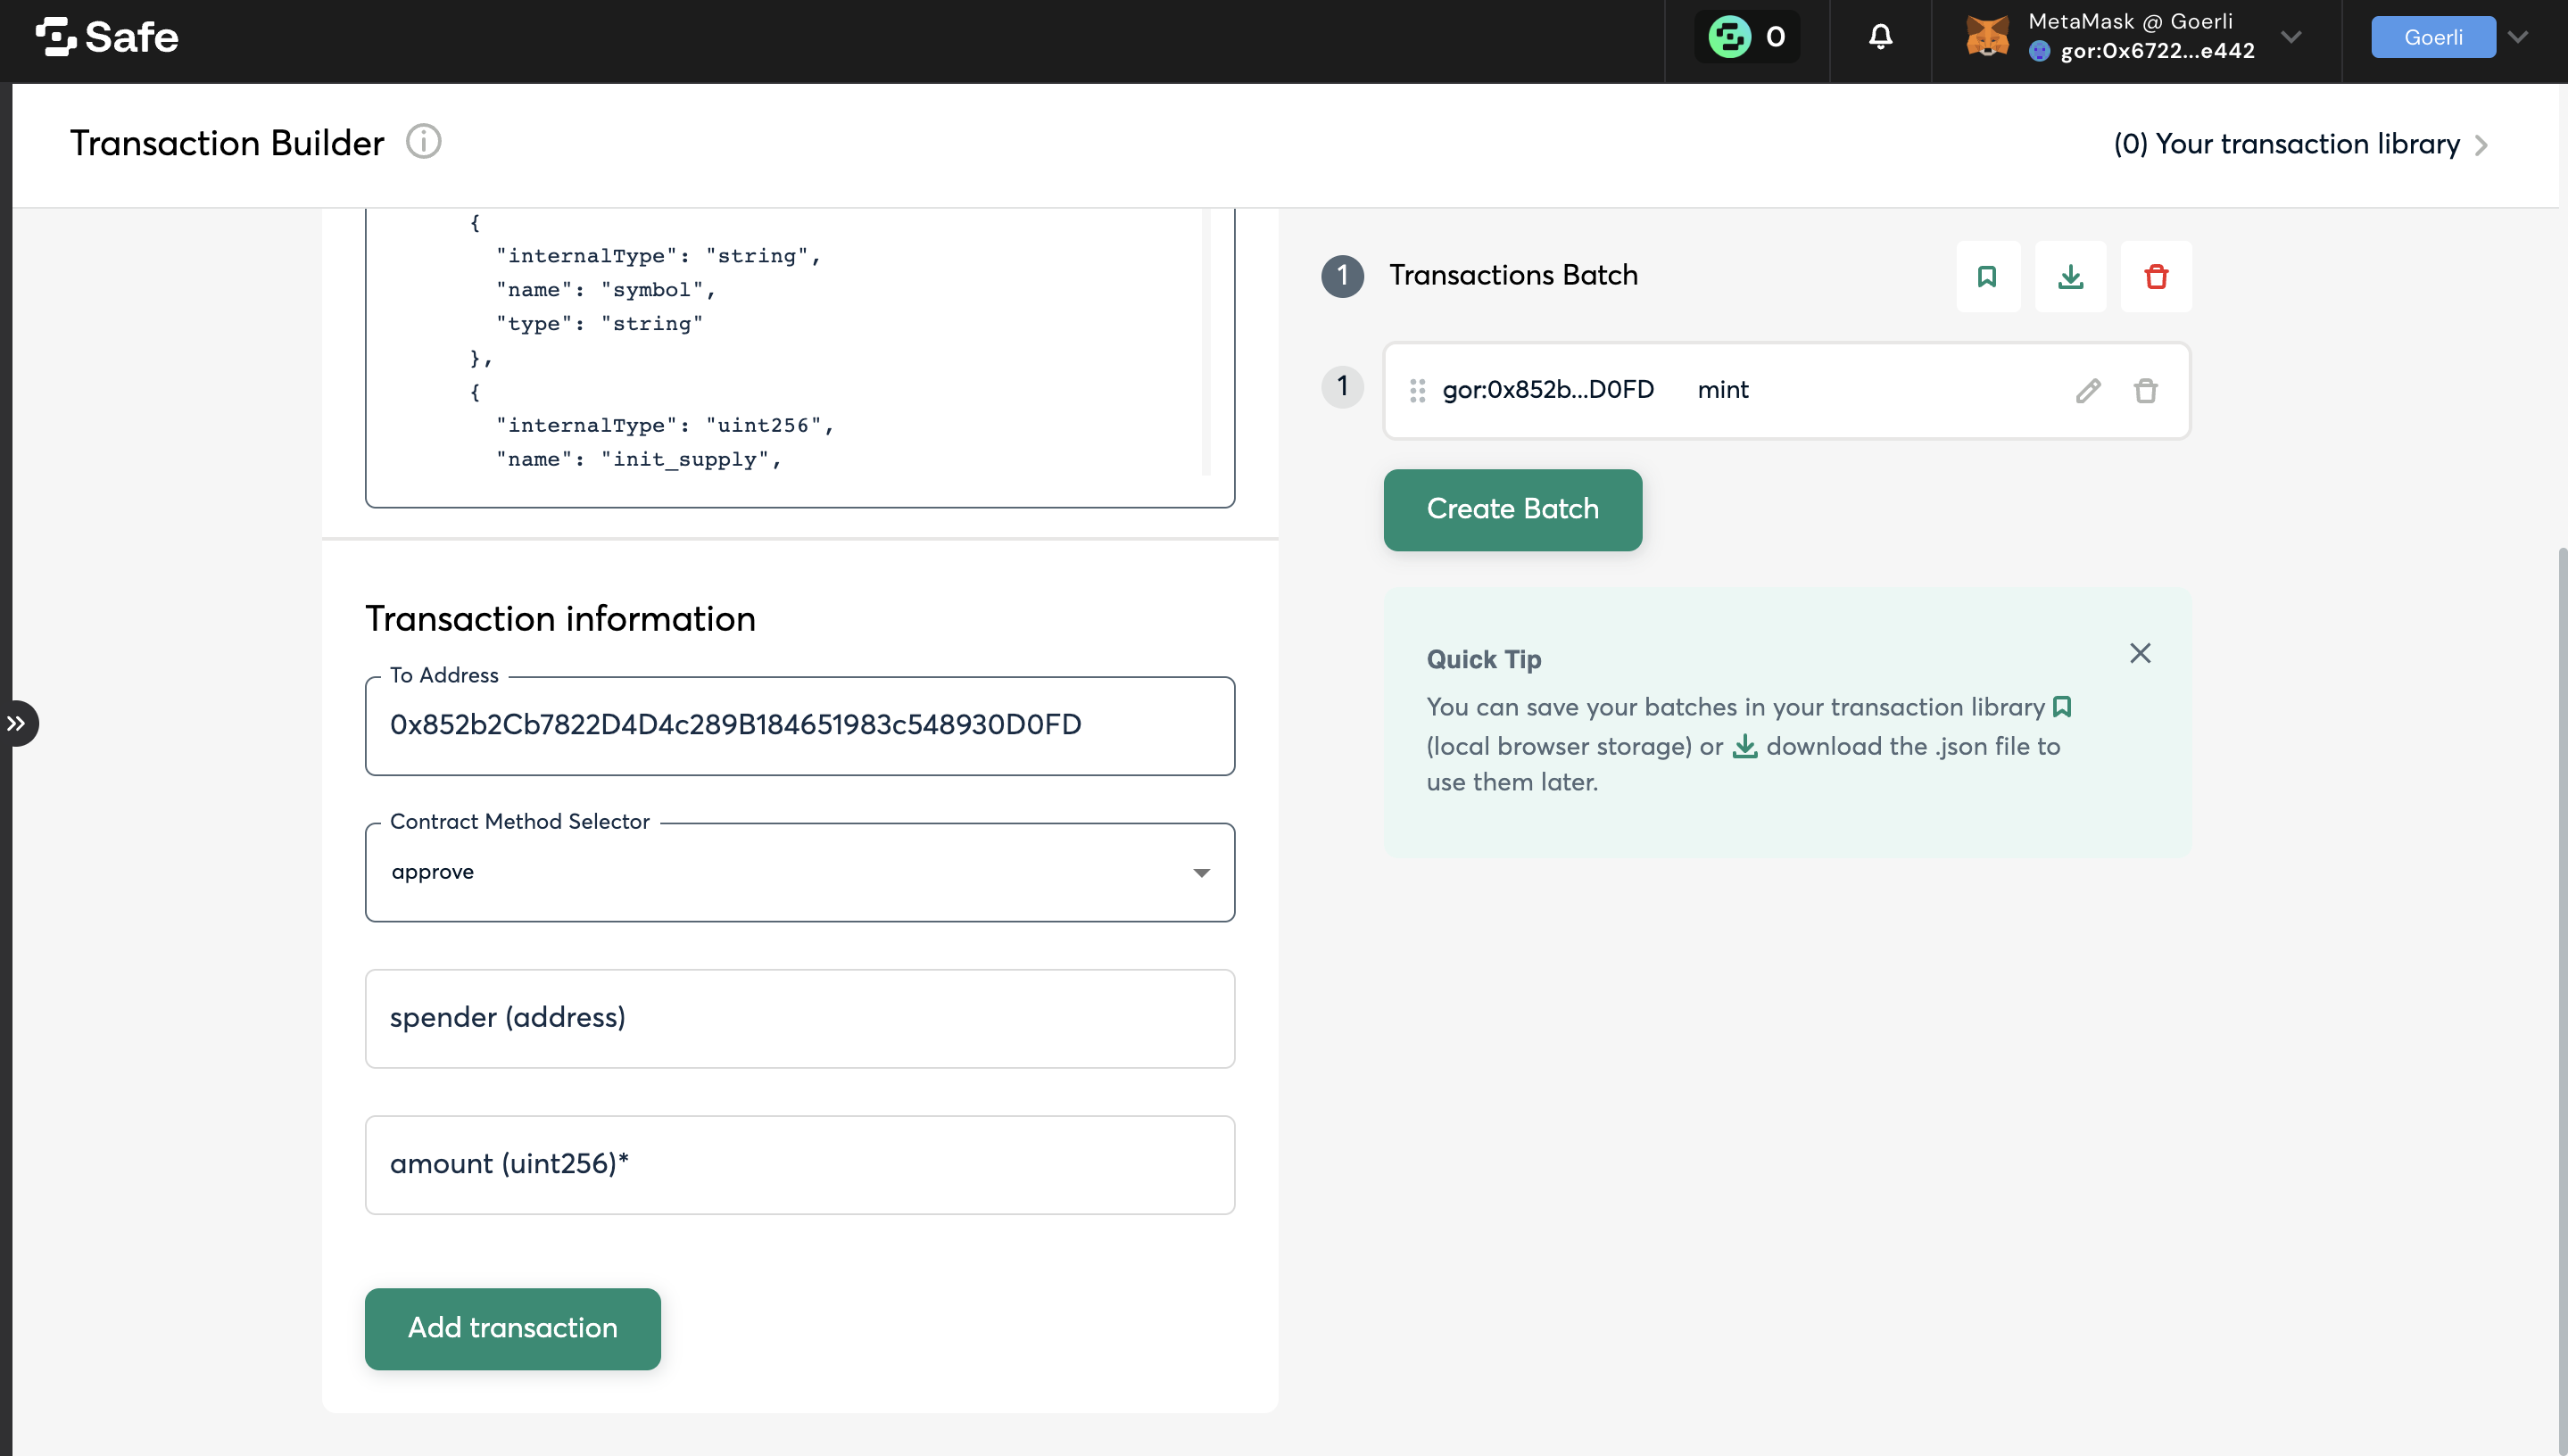 Safe
0
MetaMask @ Goerli
gor:0x6722...e442
Goerli
Transaction Builder
(0) Your transaction library
{
"internalType": "string",
"name": "symbol",
"type": "string"
},
{
"internalType": "uint256",
"name": "init_supply",
Transaction information
To Address
0x852b2Cb7822D4D4c289B184651983c548930D0FD
Contract Method Selector
approve
spender (address)
amount (uint256)*
Add transaction
1 Transactions Batch
1 gor:0x852b...D0FD mint
Create Batch
Quick Tip
You can save your batches in your transaction library
(local browser storage) or download the .json file to
use them later.